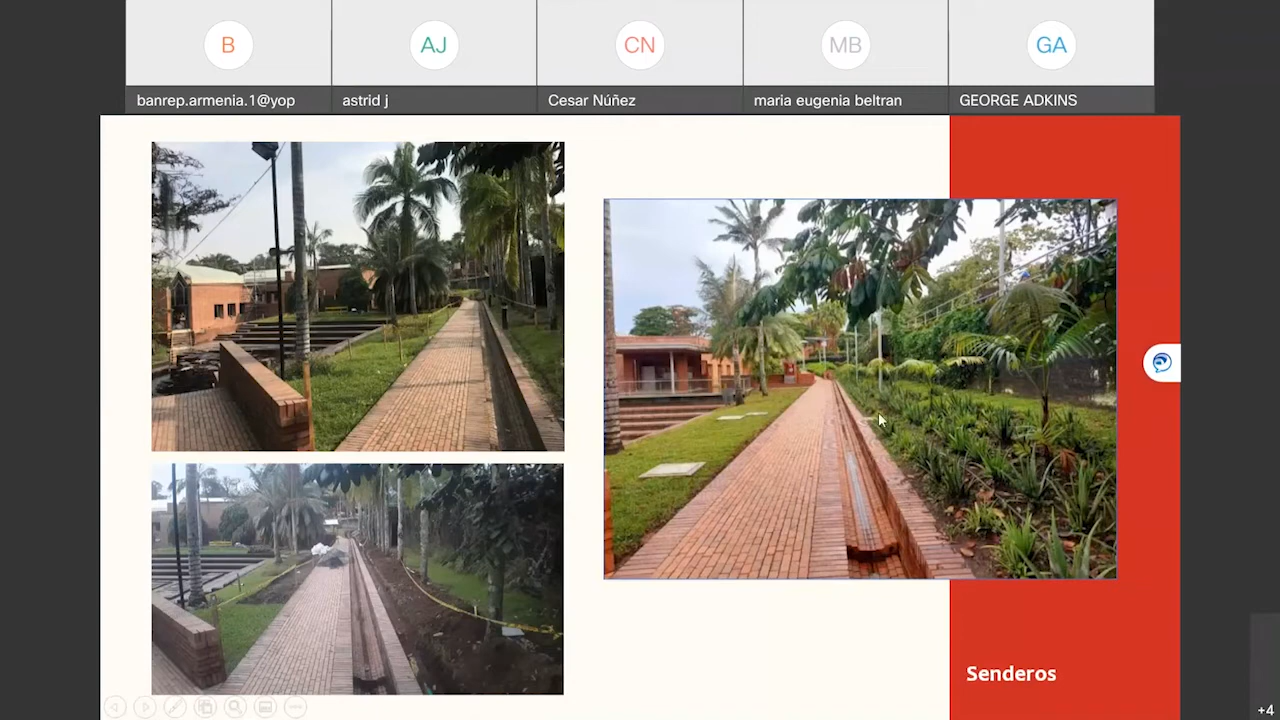 B
AJ
CN
MB
GA
banrep.armenia.1@yop
astrid j
Cesar Núñez
maria eugenia beltran
GEORGE ADKINS
Senderos
+4